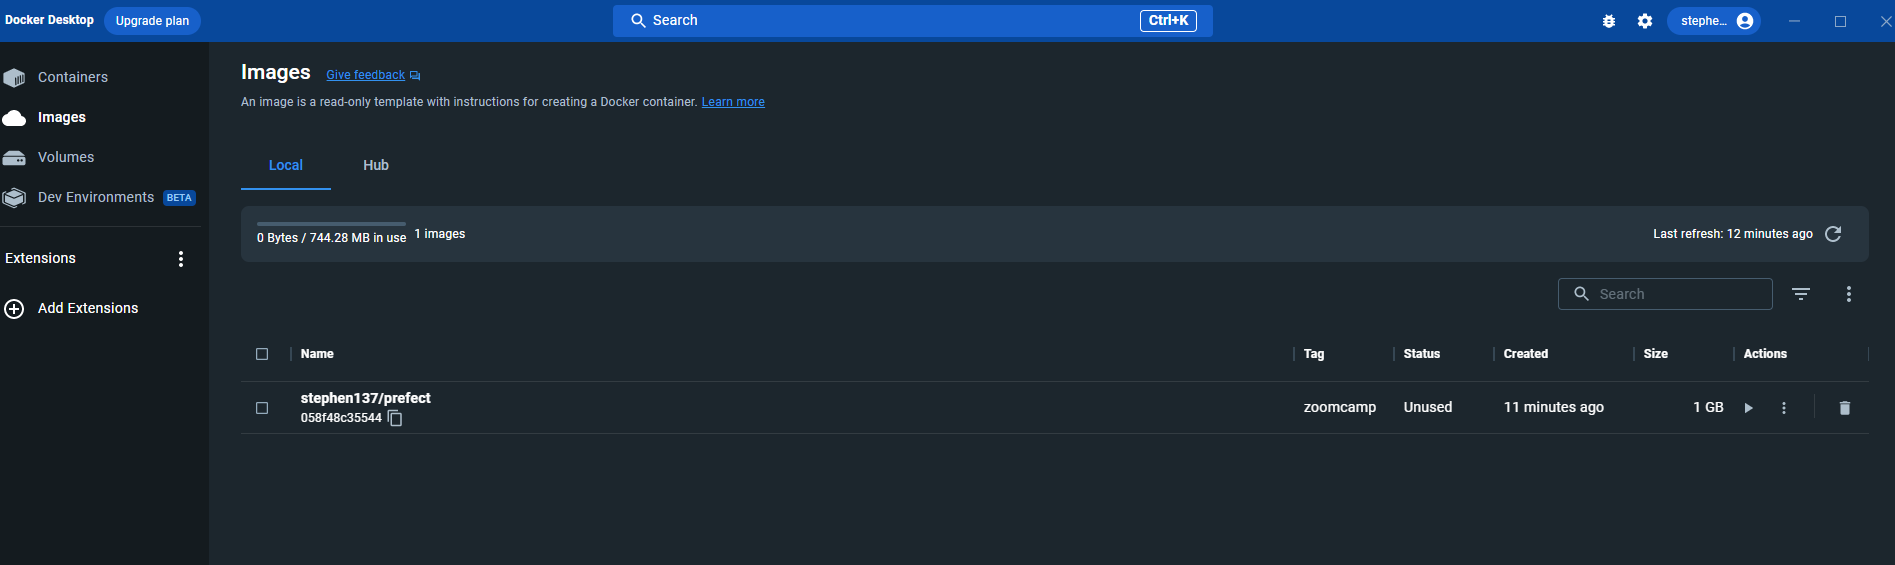 Docker Desktop Upgrade plan Search Ctrl+K stephe...
Containers
Images
Volumes
Dev Environments BETA
Extensions
Add Extensions
Images Give feedback
An image is a read-only template with instructions for creating a Docker container. Learn more
Local Hub
0 Bytes / 744.28 MB in use 1 images Last refresh: 12 minutes ago
Search
Name Tag Status Created Size Actions
stephen137/prefect zoomcamp Unused 11 minutes ago 1 GB
058f48c35544